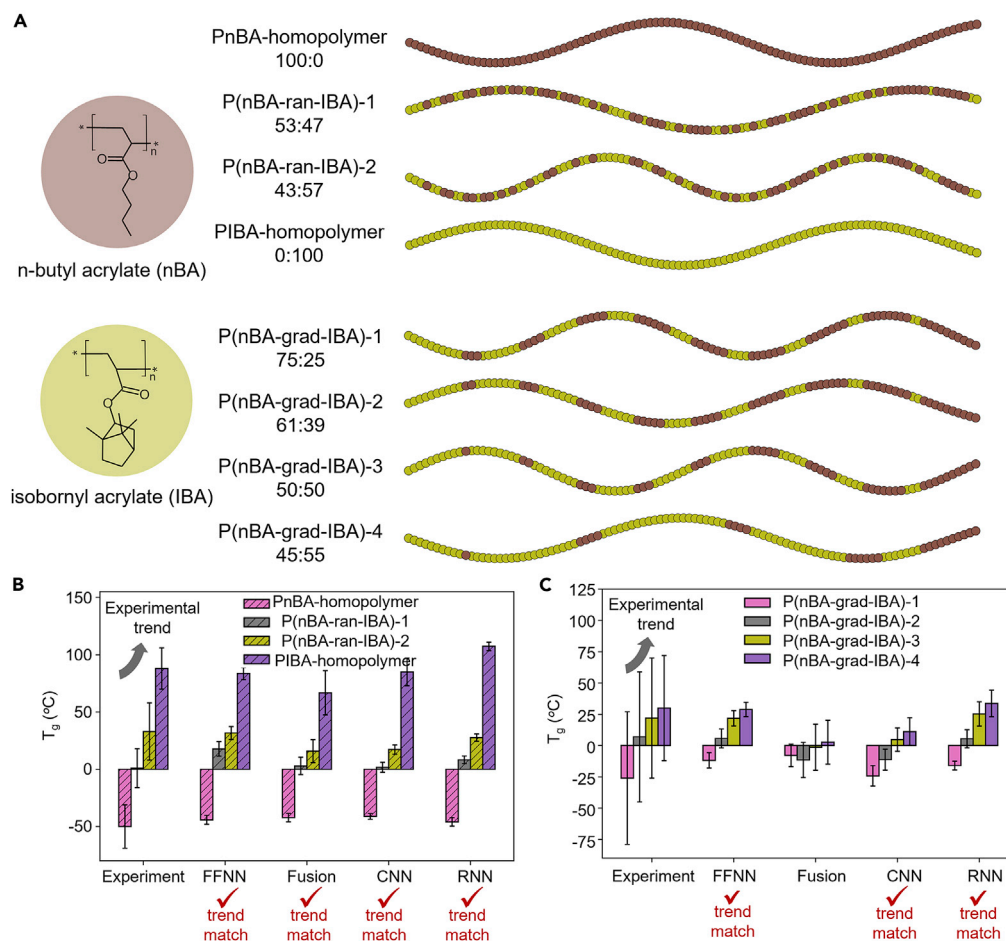 A
PnBA-homopolymer
100:0
P(nBA-ran-IBA)-1
53:47
P(nBA-ran-IBA)-2
43:57
PIBA-homopolymer
0:100
* [ ]n *
O
O
n-butyl acrylate (nBA)
P(nBA-grad-IBA)-1
75:25
P(nBA-grad-IBA)-2
61:39
P(nBA-grad-IBA)-3
50:50
P(nBA-grad-IBA)-4
45:55
* [ ]n *
O
O
isobornyl acrylate (IBA)
B
Experimental
trend
PnBA-homopolymer
P(nBA-ran-IBA)-1
P(nBA-ran-IBA)-2
PIBA-homopolymer
Tg (°C)
150
100
50
0
-50
Experiment FFNN Fusion CNN RNN
✓ ✓ ✓ ✓
trend trend trend trend
match match match match
C
Experimental
trend
P(nBA-grad-IBA)-1
P(nBA-grad-IBA)-2
P(nBA-grad-IBA)-3
P(nBA-grad-IBA)-4
Tg (°C)
125
100
75
50
25
0
-25
-50
-75
Experiment FFNN Fusion CNN RNN
✓ ✓ ✓
trend trend trend
match match match